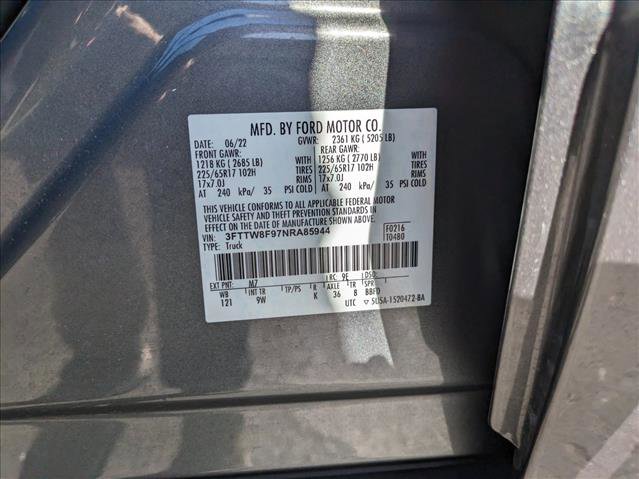 MFD. BY FORD MOTOR CO.
DATE: 06/22 GVWR: 2361 KG ( 5205 LB)
FRONT GAWR: REAR GAWR:
1218 KG ( 2685 LB) WITH 1256 KG ( 2770 LB) WITH
225/65R17 102H TIRES 225/65R17 102H TIRES
17x7.0J RIMS 17x7.0J RIMS
AT 240 kPa/ 35 PSI COLD AT 240 kPa/ 35 PSI COLD
THIS VEHICLE CONFORMS TO ALL APPLICABLE FEDERAL MOTOR
VEHICLE SAFETY AND THEFT PREVENTION STANDARDS IN
EFFECT ON THE DATE OF MANUFACTURE SHOWN ABOVE.
VIN: 3FTTW8F97NRA85944 F0216
TYPE: Truck T0480
EXT PNT: M7 RC: 9E DSO:
WB INT TR TP/PS R AXLE TR SPR
121 9W K 36 8 BBFD
UTC 5U5A-1520472-BA